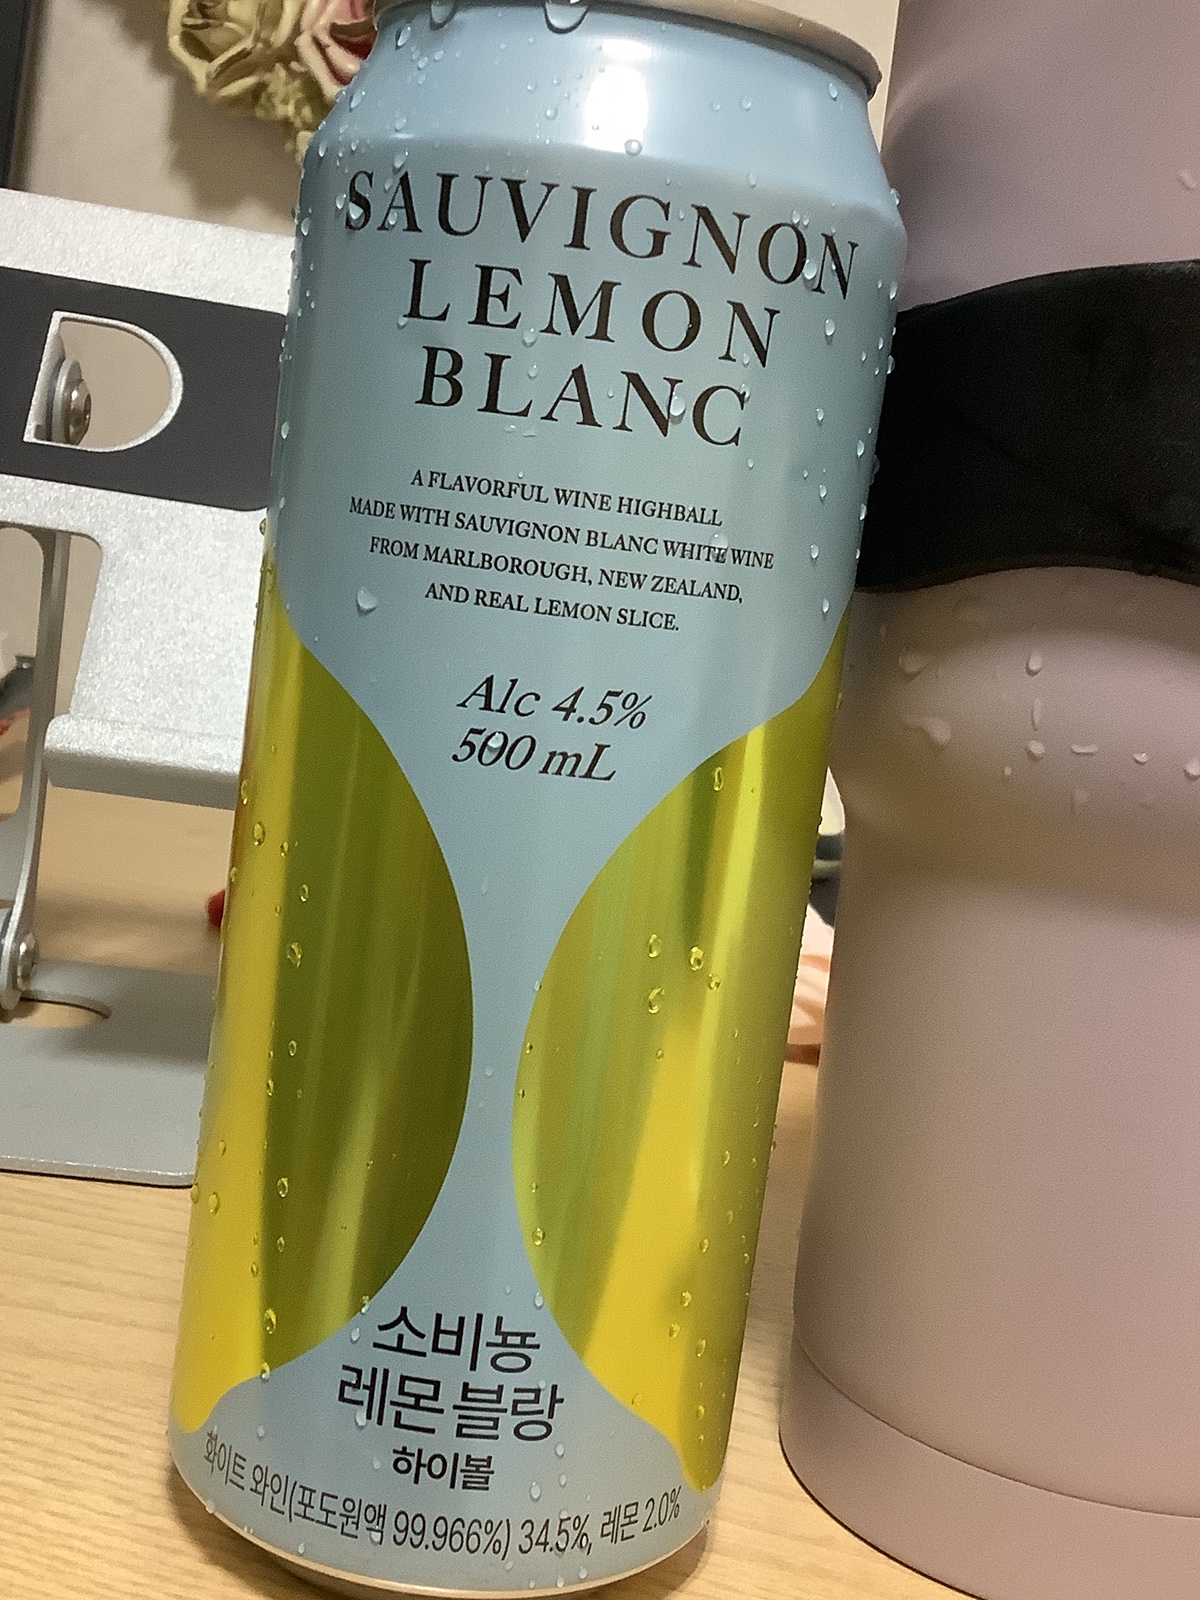 SAUVIGNON
LEMON
BLANC
A FLAVORFUL WINE HIGHBALL
MADE WITH SAUVIGNON BLANC WHITE WINE
FROM MARLBOROUGH, NEW ZEALAND,
AND REAL LEMON SLICE.
Alc 4.5%
500 mL
소비뇽
레몬 블랑
하이볼
화이트 와인(포도원액 99.966%) 34.5%, 레몬 2.0%